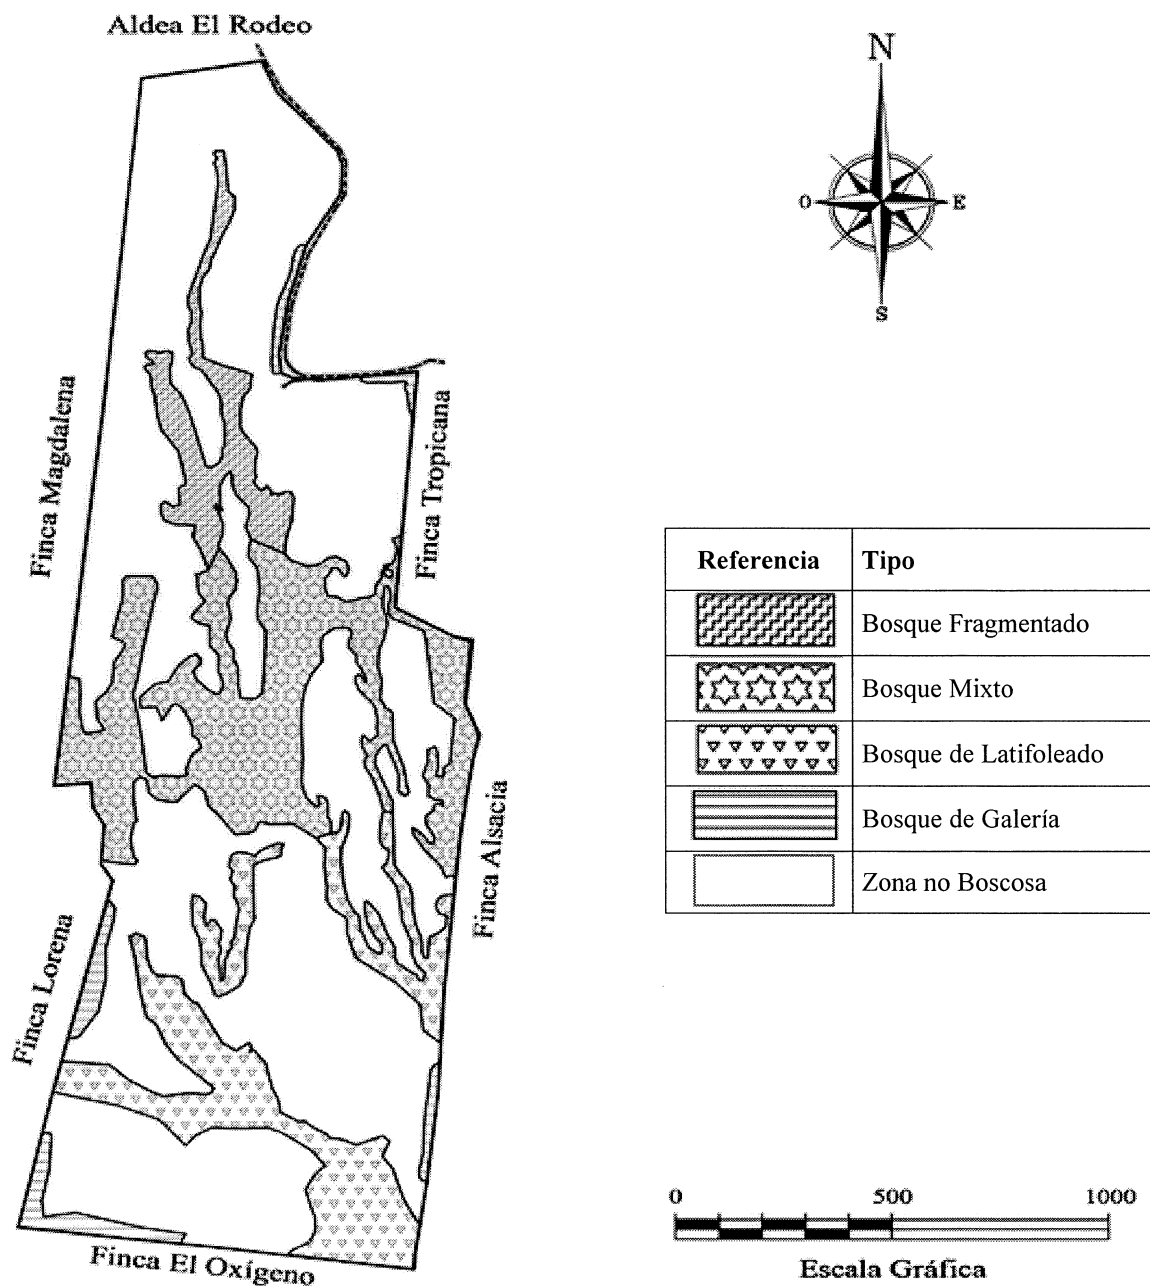 Aldea El Rodeo
N
O
E
S
Finca Magdalena
Finca Tropicana
Referencia Tipo
Bosque Fragmentado
Bosque Mixto
Bosque de Latifoleado
Bosque de Galería
Zona no Boscosa
Finca Alsacia
Finca Lorena
Finca El Oxígeno
0 500 1000
Escala Gráfica